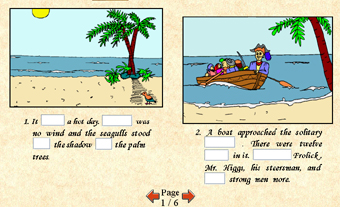 1. It a hot day. was
no wind and the seagulls stood
the shadow the palm
trees.
2. A boat approached the solitary
. There were twelve
in it. Frolick,
Mr. Higgs, his steersman, and
strong men more.
Page
1 / 6